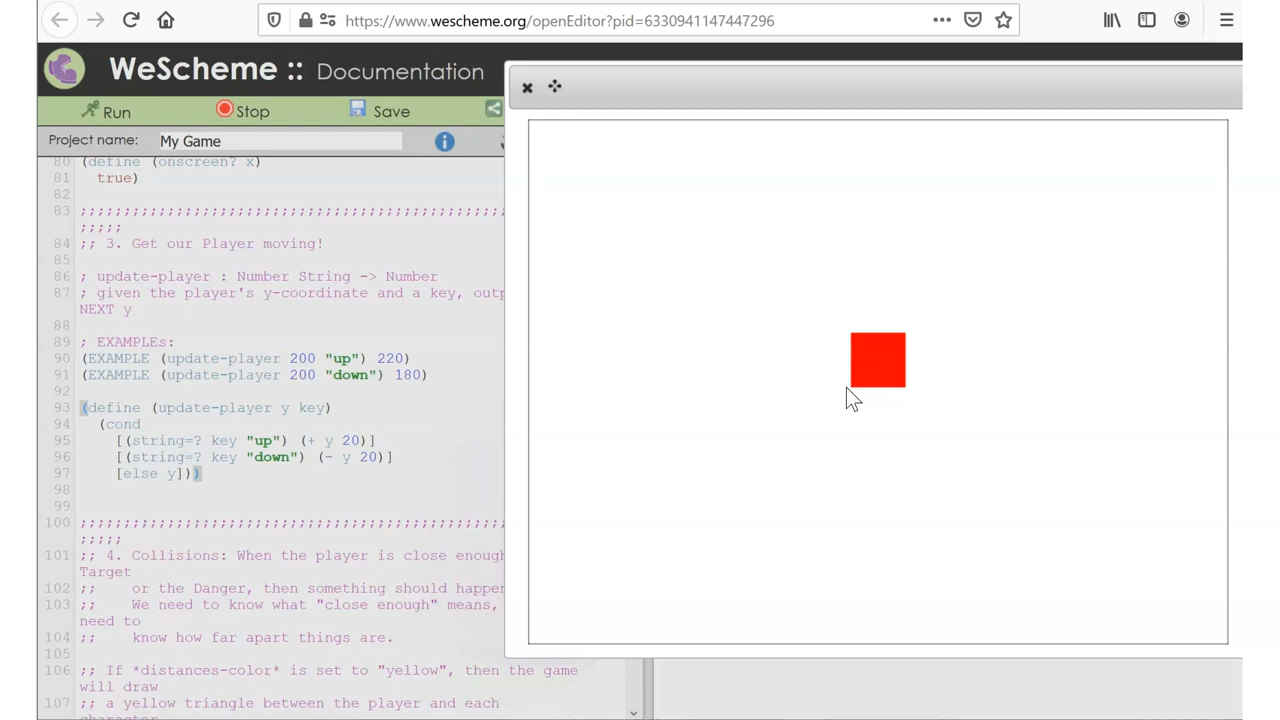 https://www.wescheme.org/openEditor?pid=6330941147447296
WeScheme :: Documentation
Run Stop Save
Project name: My Game
80 (define (onscreen? x)
81 true)
82
83 ;;;;;;;;;;;;;;;;;;;;;;;;;;;;;;;;;;;;;;;;;;;;;;;;;
;;;;;
84 ;; 3. Get our Player moving!
85
86 ; update-player : Number String -> Number
87 ; given the player's y-coordinate and a key, outp
NEXT y
88
89 ; EXAMPLEs:
90 (EXAMPLE (update-player 200 "up") 220)
91 (EXAMPLE (update-player 200 "down") 180)
92
93 (define (update-player y key)
94 (cond
95 [(string=? key "up") (+ y 20)]
96 [(string=? key "down") (- y 20)]
97 [else y]))
98
99
100 ;;;;;;;;;;;;;;;;;;;;;;;;;;;;;;;;;;;;;;;;;;;;;;;;;
;;;;;
101 ;; 4. Collisions: When the player is close enough
Target
102 ;; or the Danger, then something should happen
103 ;; We need to know what "close enough" means,
need to
104 ;; know how far apart things are.
105
106 ;; If *distances-color* is set to "yellow", then the game
will draw
107 ;; a yellow triangle between the player and each
character